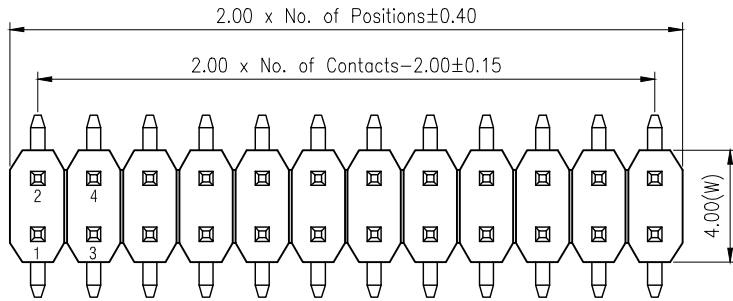 2.00 x No. of Positions±0.40
2.00 x No. of Contacts-2.00±0.15
2 4
1 3
4.00(W)